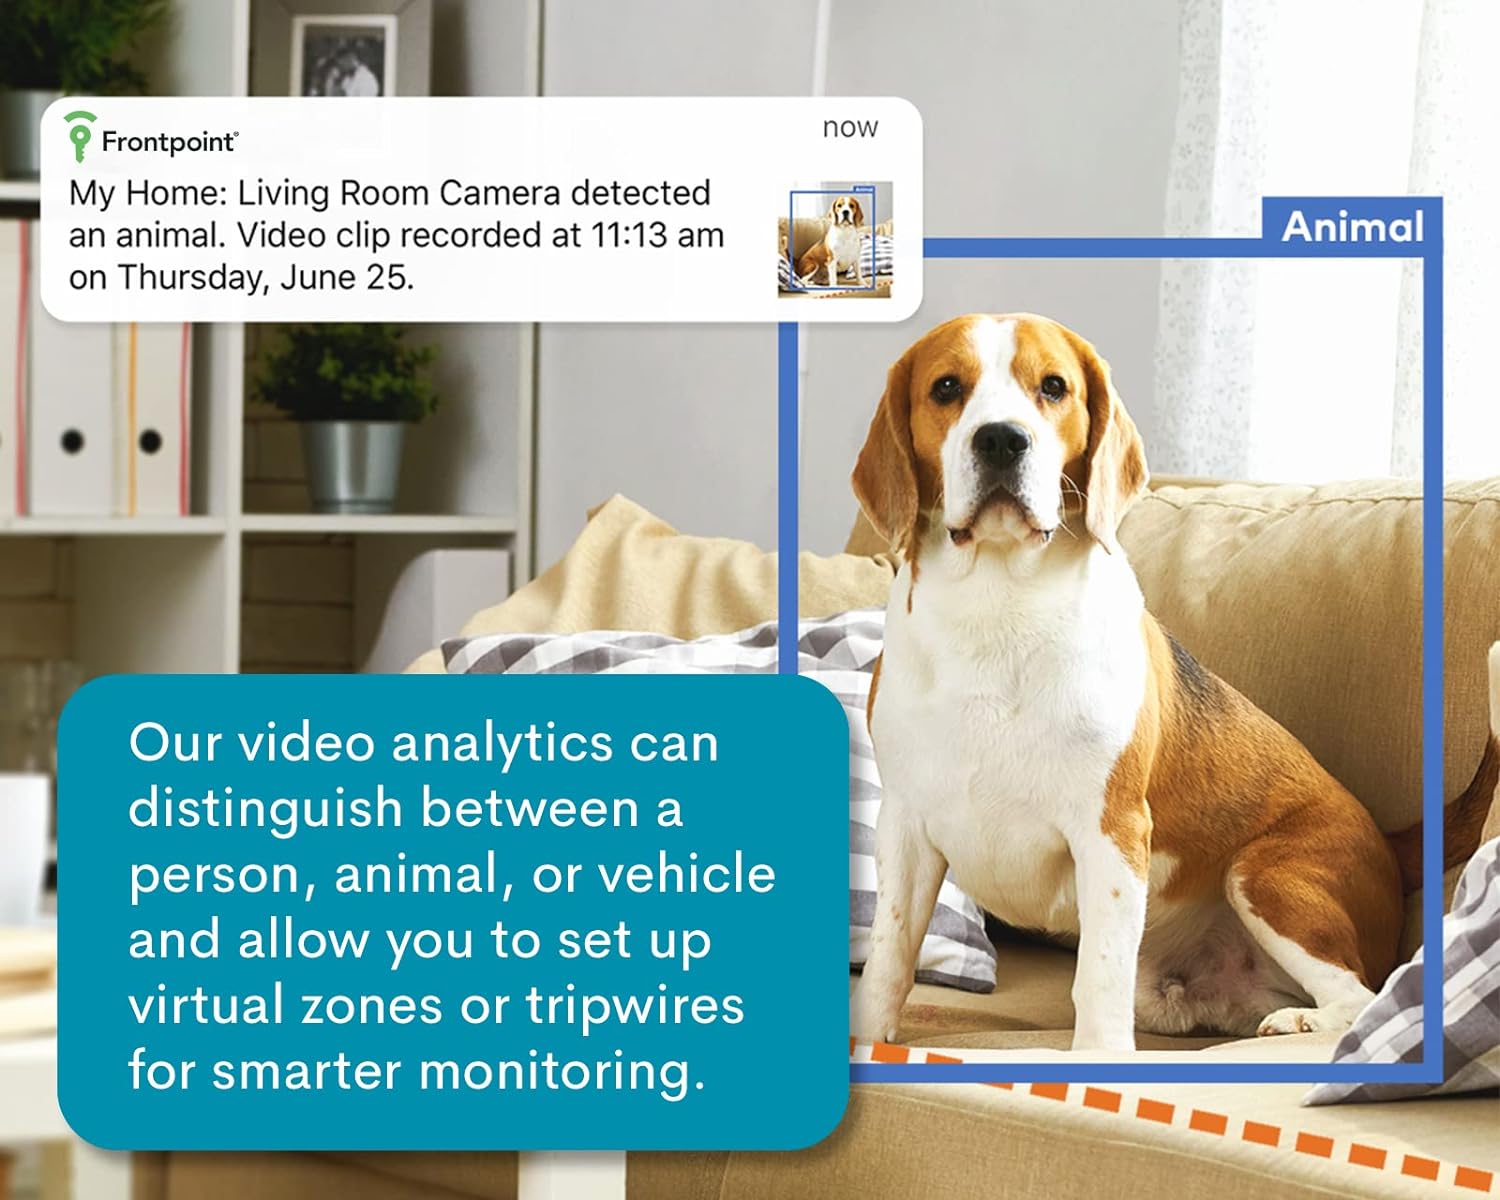 Frontpoint®
now
My Home: Living Room Camera detected
an animal. Video clip recorded at 11:13 am
on Thursday, June 25.
Animal
Our video analytics can
distinguish between a
person, animal, or vehicle
and allow you to set up
virtual zones or tripwires
for smarter monitoring.